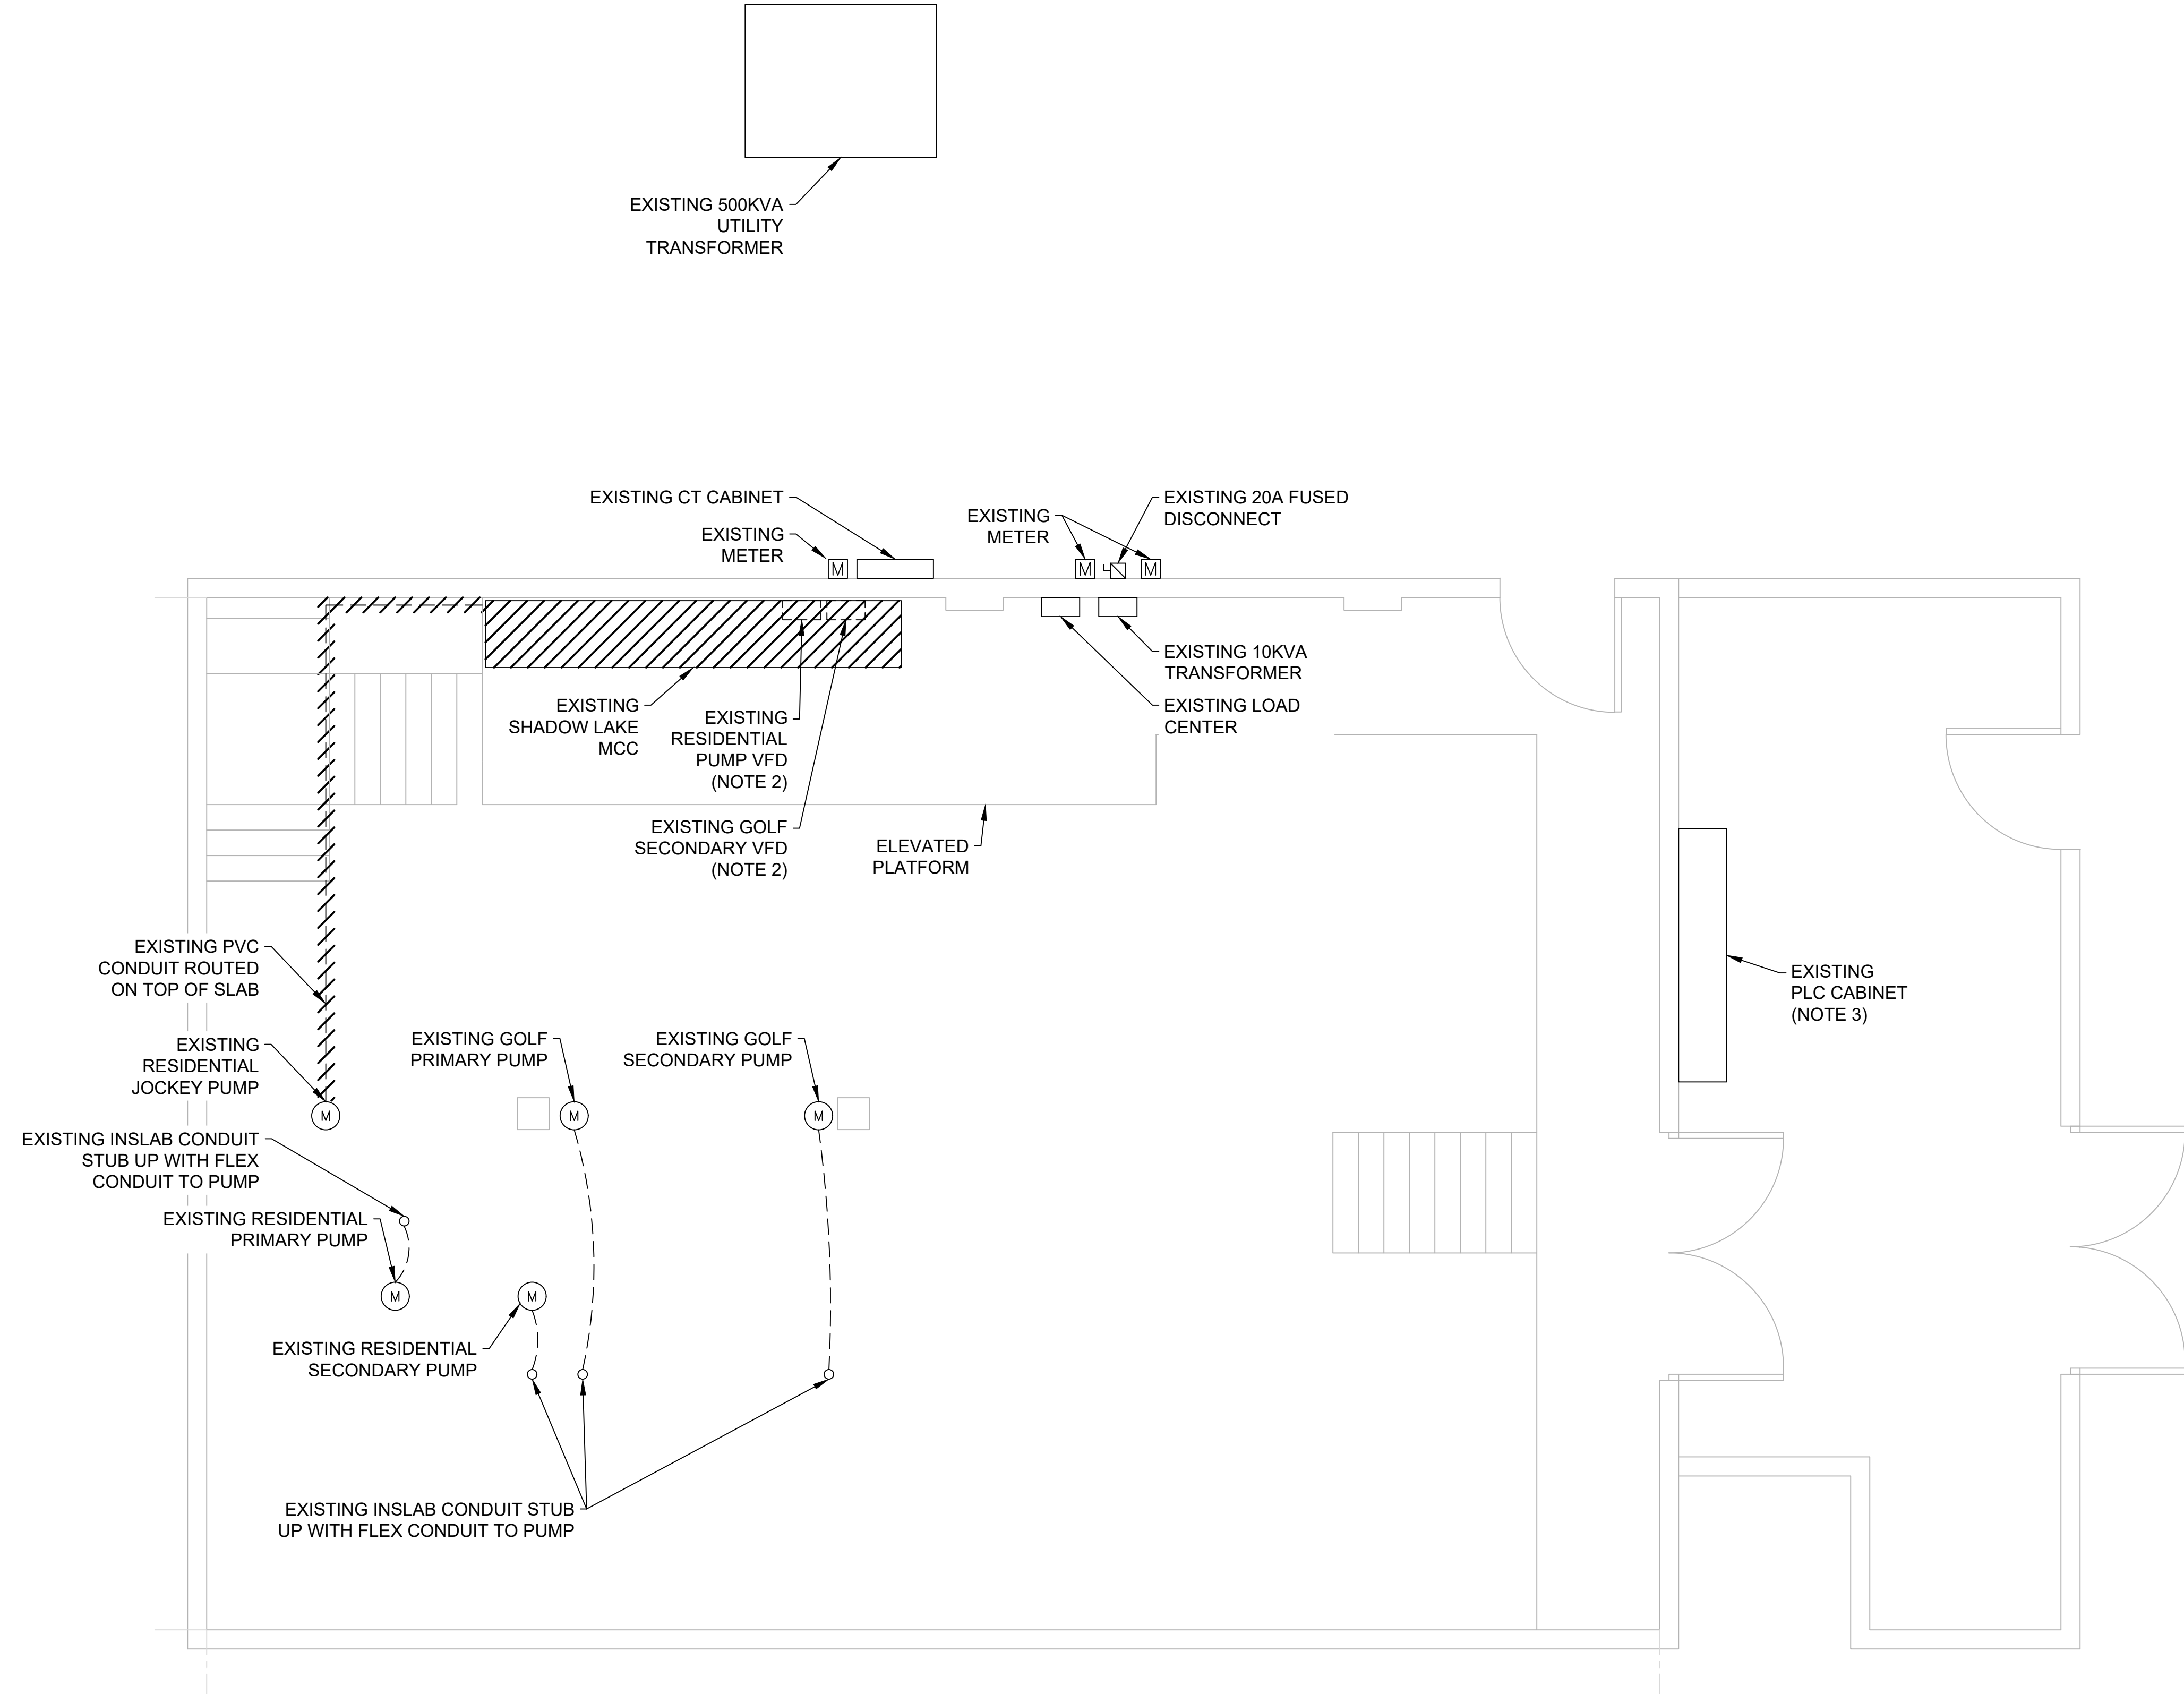 EXISTING 500KVA
UTILITY
TRANSFORMER
EXISTING CT CABINET
EXISTING
METER
EXISTING
METER
EXISTING 20A FUSED
DISCONNECT
M
M
M
EXISTING
SHADOW LAKE
MCC
EXISTING
RESIDENTIAL
PUMP VFD
(NOTE 2)
EXISTING 10KVA
TRANSFORMER
EXISTING LOAD
CENTER
EXISTING GOLF
SECONDARY VFD
(NOTE 2)
ELEVATED
PLATFORM
EXISTING PVC
CONDUIT ROUTED
ON TOP OF SLAB
EXISTING
PLC CABINET
(NOTE 3)
EXISTING
RESIDENTIAL
JOCKEY PUMP
EXISTING GOLF
PRIMARY PUMP
EXISTING GOLF
SECONDARY PUMP
M
M
M
EXISTING INSLAB CONDUIT
STUB UP WITH FLEX
CONDUIT TO PUMP
EXISTING RESIDENTIAL
PRIMARY PUMP
M
M
EXISTING RESIDENTIAL
SECONDARY PUMP
EXISTING INSLAB CONDUIT STUB
UP WITH FLEX CONDUIT TO PUMP